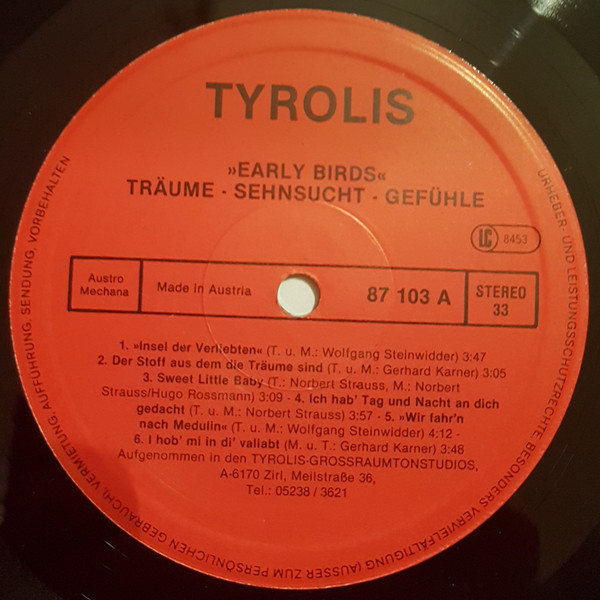 TYROLIS
»EARLY BIRDS«
TRÄUME - SEHNSUCHT - GEFÜHLE
LC 8453
Austro
Mechana
Made in Austria
87 103 A
STEREO
33
1. »Insel der Verliebten« (T. u. M.: Wolfgang Steinwidder) 3:47
2. Der Stoff aus dem die Träume sind (T. u. M.: Gerhard Karner) 3:05
3. Sweet Little Baby (T.: Norbert Strauss, M.: Norbert
Strauss/Hugo Rossmann) 3:09 - 4. Ich hab' Tag und Nacht an dich
gedacht (T. u. M.: Norbert Strauss) 3:57 - 5. »Wir fahr'n
nach Medulin« (T. u. M.: Wolfgang Steinwidder) 4:12 -
6. I hob' mi in di' valiabt (M. u. T.: Gerhard Karner) 3:48
Aufgenommen in den TYROLIS-GROSSRAUMTONSTUDIOS,
A-6170 Zirl, Meilstraße 36,
Tel.: 05238 / 3621
URHEBER- UND LEISTUNGSSCHUTZRECHTE, BESONDERS VERVIELFÄLTIGUNG (AUSSER ZUM PERSÖNLICHEN GEBRAUCH), VERMIETUNG, AUFFÜHRUNG, SENDUNG, VORBEHALTEN